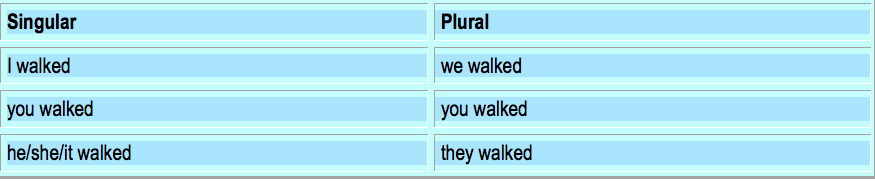 Singular Plural
I walked we walked
you walked you walked
he/she/it walked they walked